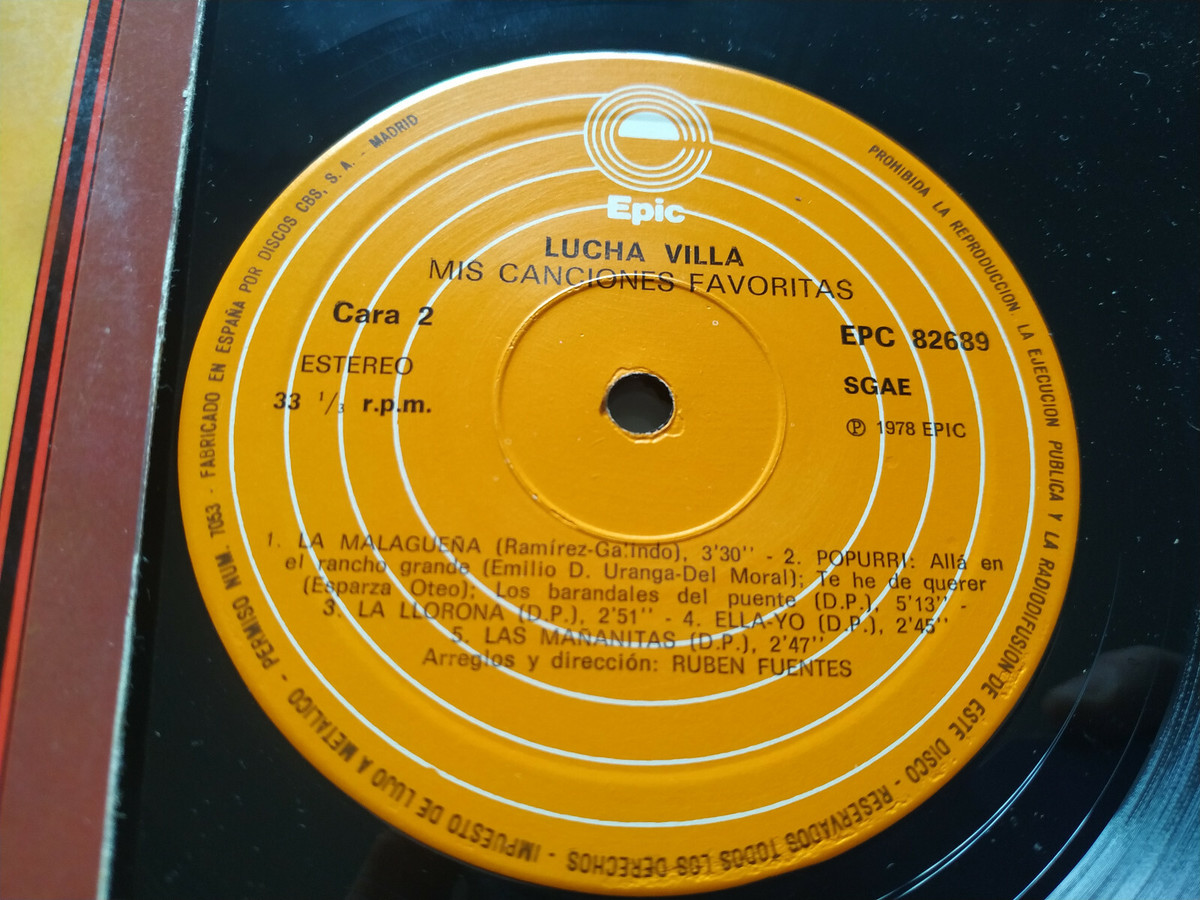 Epic
LUCHA VILLA
MIS CANCIONES FAVORITAS
Cara 2
ESTEREO
33 1/3 r.p.m.
EPC 82689
SGAE
℗ 1978 EPIC
1. LA MALAGUEÑA (Ramírez-Galindo), 3'30'' - 2. POPURRI: Allá en
el rancho grande (Emilio D. Uranga-Del Moral); Te he de querer
(Esparza Oteo); Los barandales del puente (D.P.), 5'13'' -
3. LA LLORONA (D.P.), 2'51'' - 4. ELLA-YO (D.P.), 2'45''
5. LAS MAÑANITAS (D.P.), 2'47''
Arreglos y dirección: RUBEN FUENTES
PROHIBIDA LA REPRODUCCION, LA EJECUCION PUBLICA Y LA RADIODIFUSION DE ESTE DISCO - RESERVADOS TODOS LOS DERECHOS - IMPUESTO DE LUJO A METALICO - PERMISO NUM. 7053 - FABRICADO EN ESPAÑA POR DISCOS CBS, S. A. - MADRID